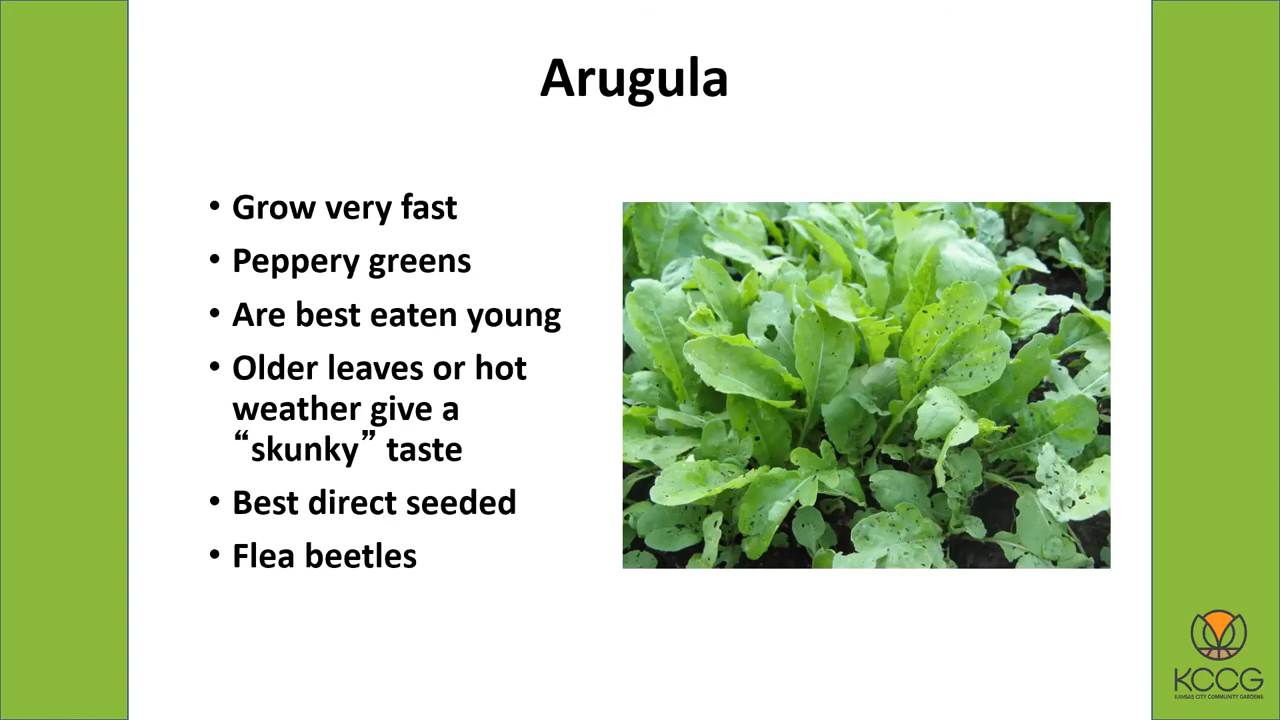 Arugula
• Grow very fast
• Peppery greens
• Are best eaten young
• Older leaves or hot
weather give a
“skunky” taste
• Best direct seeded
• Flea beetles
KCCG
KANSAS CITY COMMUNITY GARDENS